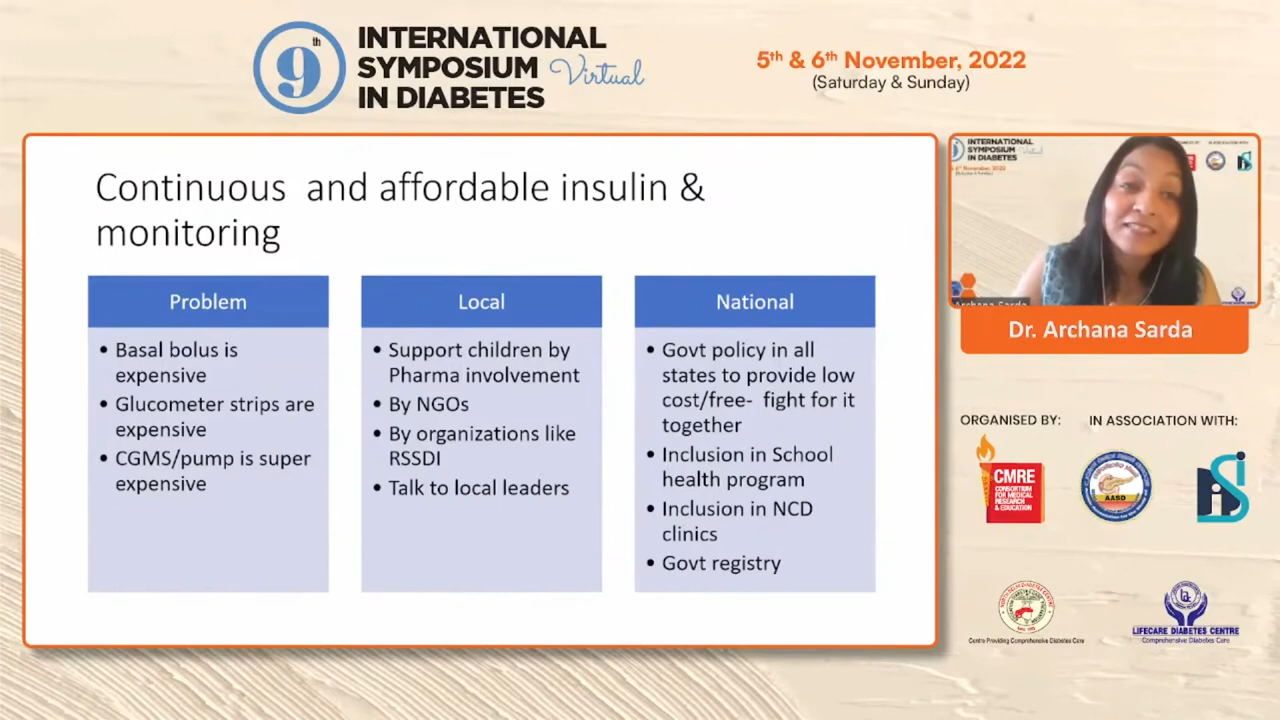 9th
INTERNATIONAL
SYMPOSIUM Virtual
IN DIABETES
5th & 6th November, 2022
(Saturday & Sunday)
Continuous and affordable insulin &
monitoring
Problem
• Basal bolus is
expensive
• Glucometer strips are
expensive
• CGMS/pump is super
expensive
Local
• Support children by
Pharma involvement
• By NGOs
• By organizations like
RSSDI
• Talk to local leaders
National
• Govt policy in all
states to provide low
cost/free- fight for it
together
• Inclusion in School
health program
• Inclusion in NCD
clinics
• Govt registry
INTERNATIONAL
SYMPOSIUM
IN DIABETES
Archana Sarda
Dr. Archana Sarda
ORGANISED BY:
IN ASSOCIATION WITH:
CMRE
CONSORTIUM
FOR MEDICAL
RESEARCH
& EDUCATION
AASD
Centre Providing Comprehensive Diabetes Care
LIFECARE DIABETES CENTRE
Comprehensive Diabetes Care